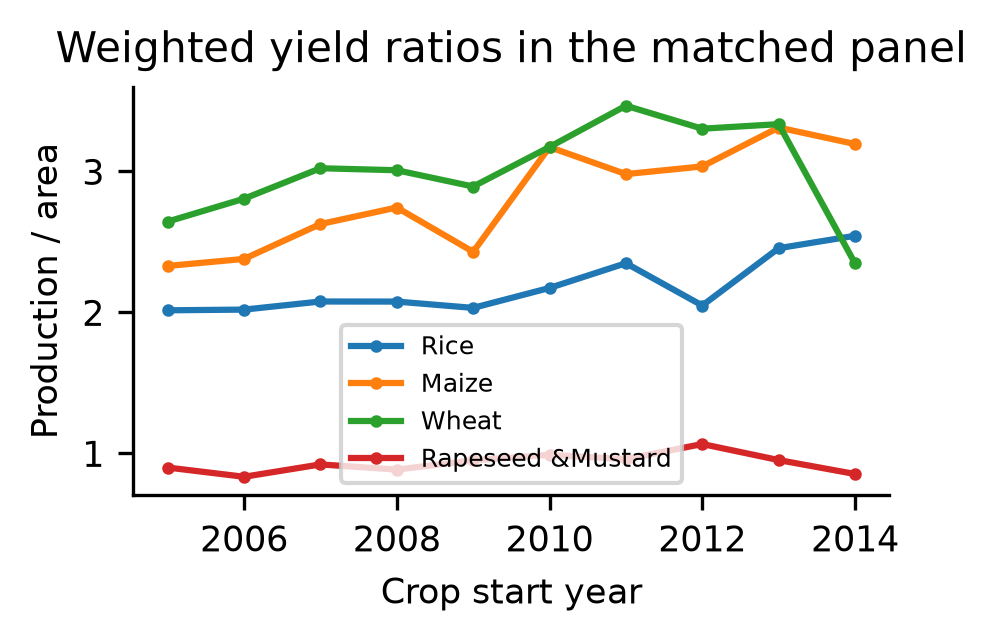 Weighted yield ratios in the matched panel
Production / area
3
2
1
Rice
Maize
Wheat
Rapeseed &Mustard
2006 2008 2010 2012 2014
Crop start year